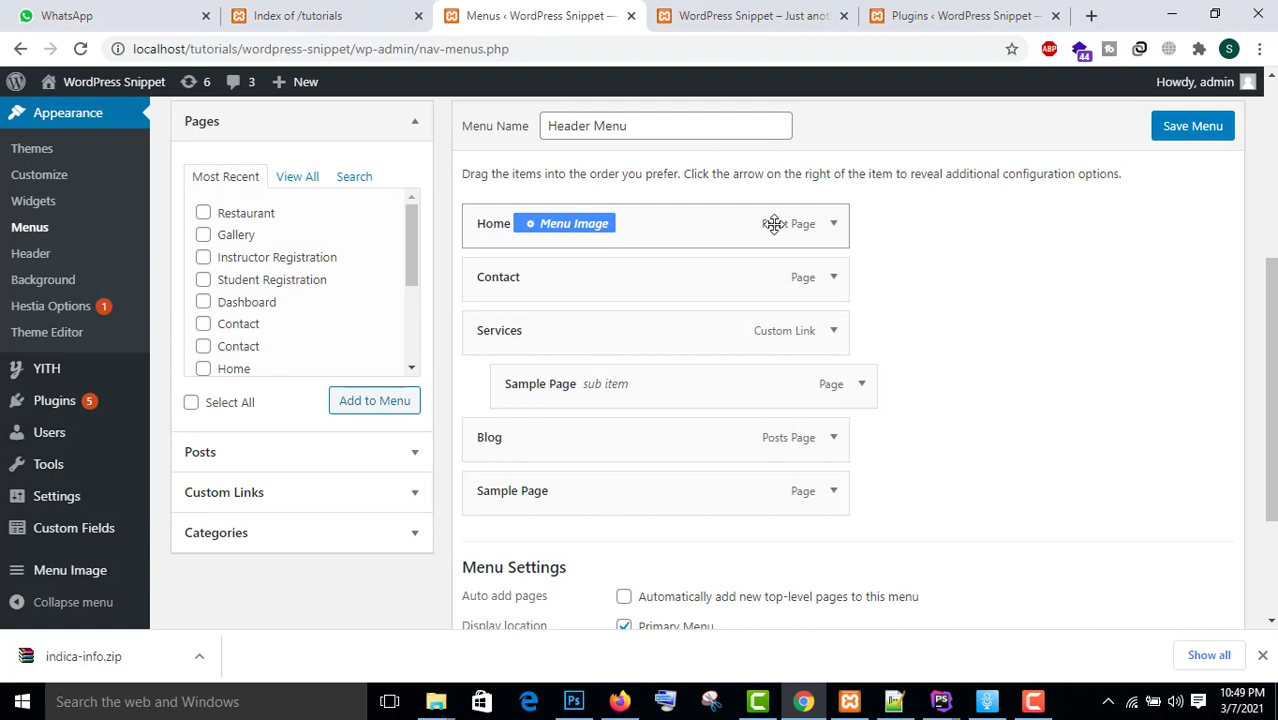 WhatsApp
Index of /tutorials
Menus ‹ WordPress Snippet —
WordPress Snippet – Just anot
Plugins ‹ WordPress Snippet —
localhost/tutorials/wordpress-snippet/wp-admin/nav-menus.php
ABP
44
S
WordPress Snippet
6
3
New
Howdy, admin
Appearance
Themes
Customize
Widgets
Menus
Header
Background
Hestia Options 1
Theme Editor
YITH
Plugins 5
Users
Tools
Settings
Custom Fields
Menu Image
Collapse menu
Pages
Most Recent
View All
Search
Restaurant
Gallery
Instructor Registration
Student Registration
Dashboard
Contact
Contact
Home
Select All
Add to Menu
Posts
Custom Links
Categories
Menu Name
Header Menu
Save Menu
Drag the items into the order you prefer. Click the arrow on the right of the item to reveal additional configuration options.
Home Menu Image
Page
Contact
Page
Services
Custom Link
Sample Page sub item
Page
Blog
Posts Page
Sample Page
Page
Menu Settings
Auto add pages
Automatically add new top-level pages to this menu
Display location
Primary Menu
indica-info.zip
Show all
Search the web and Windows
Ps
PS
10:49 PM
3/7/2021